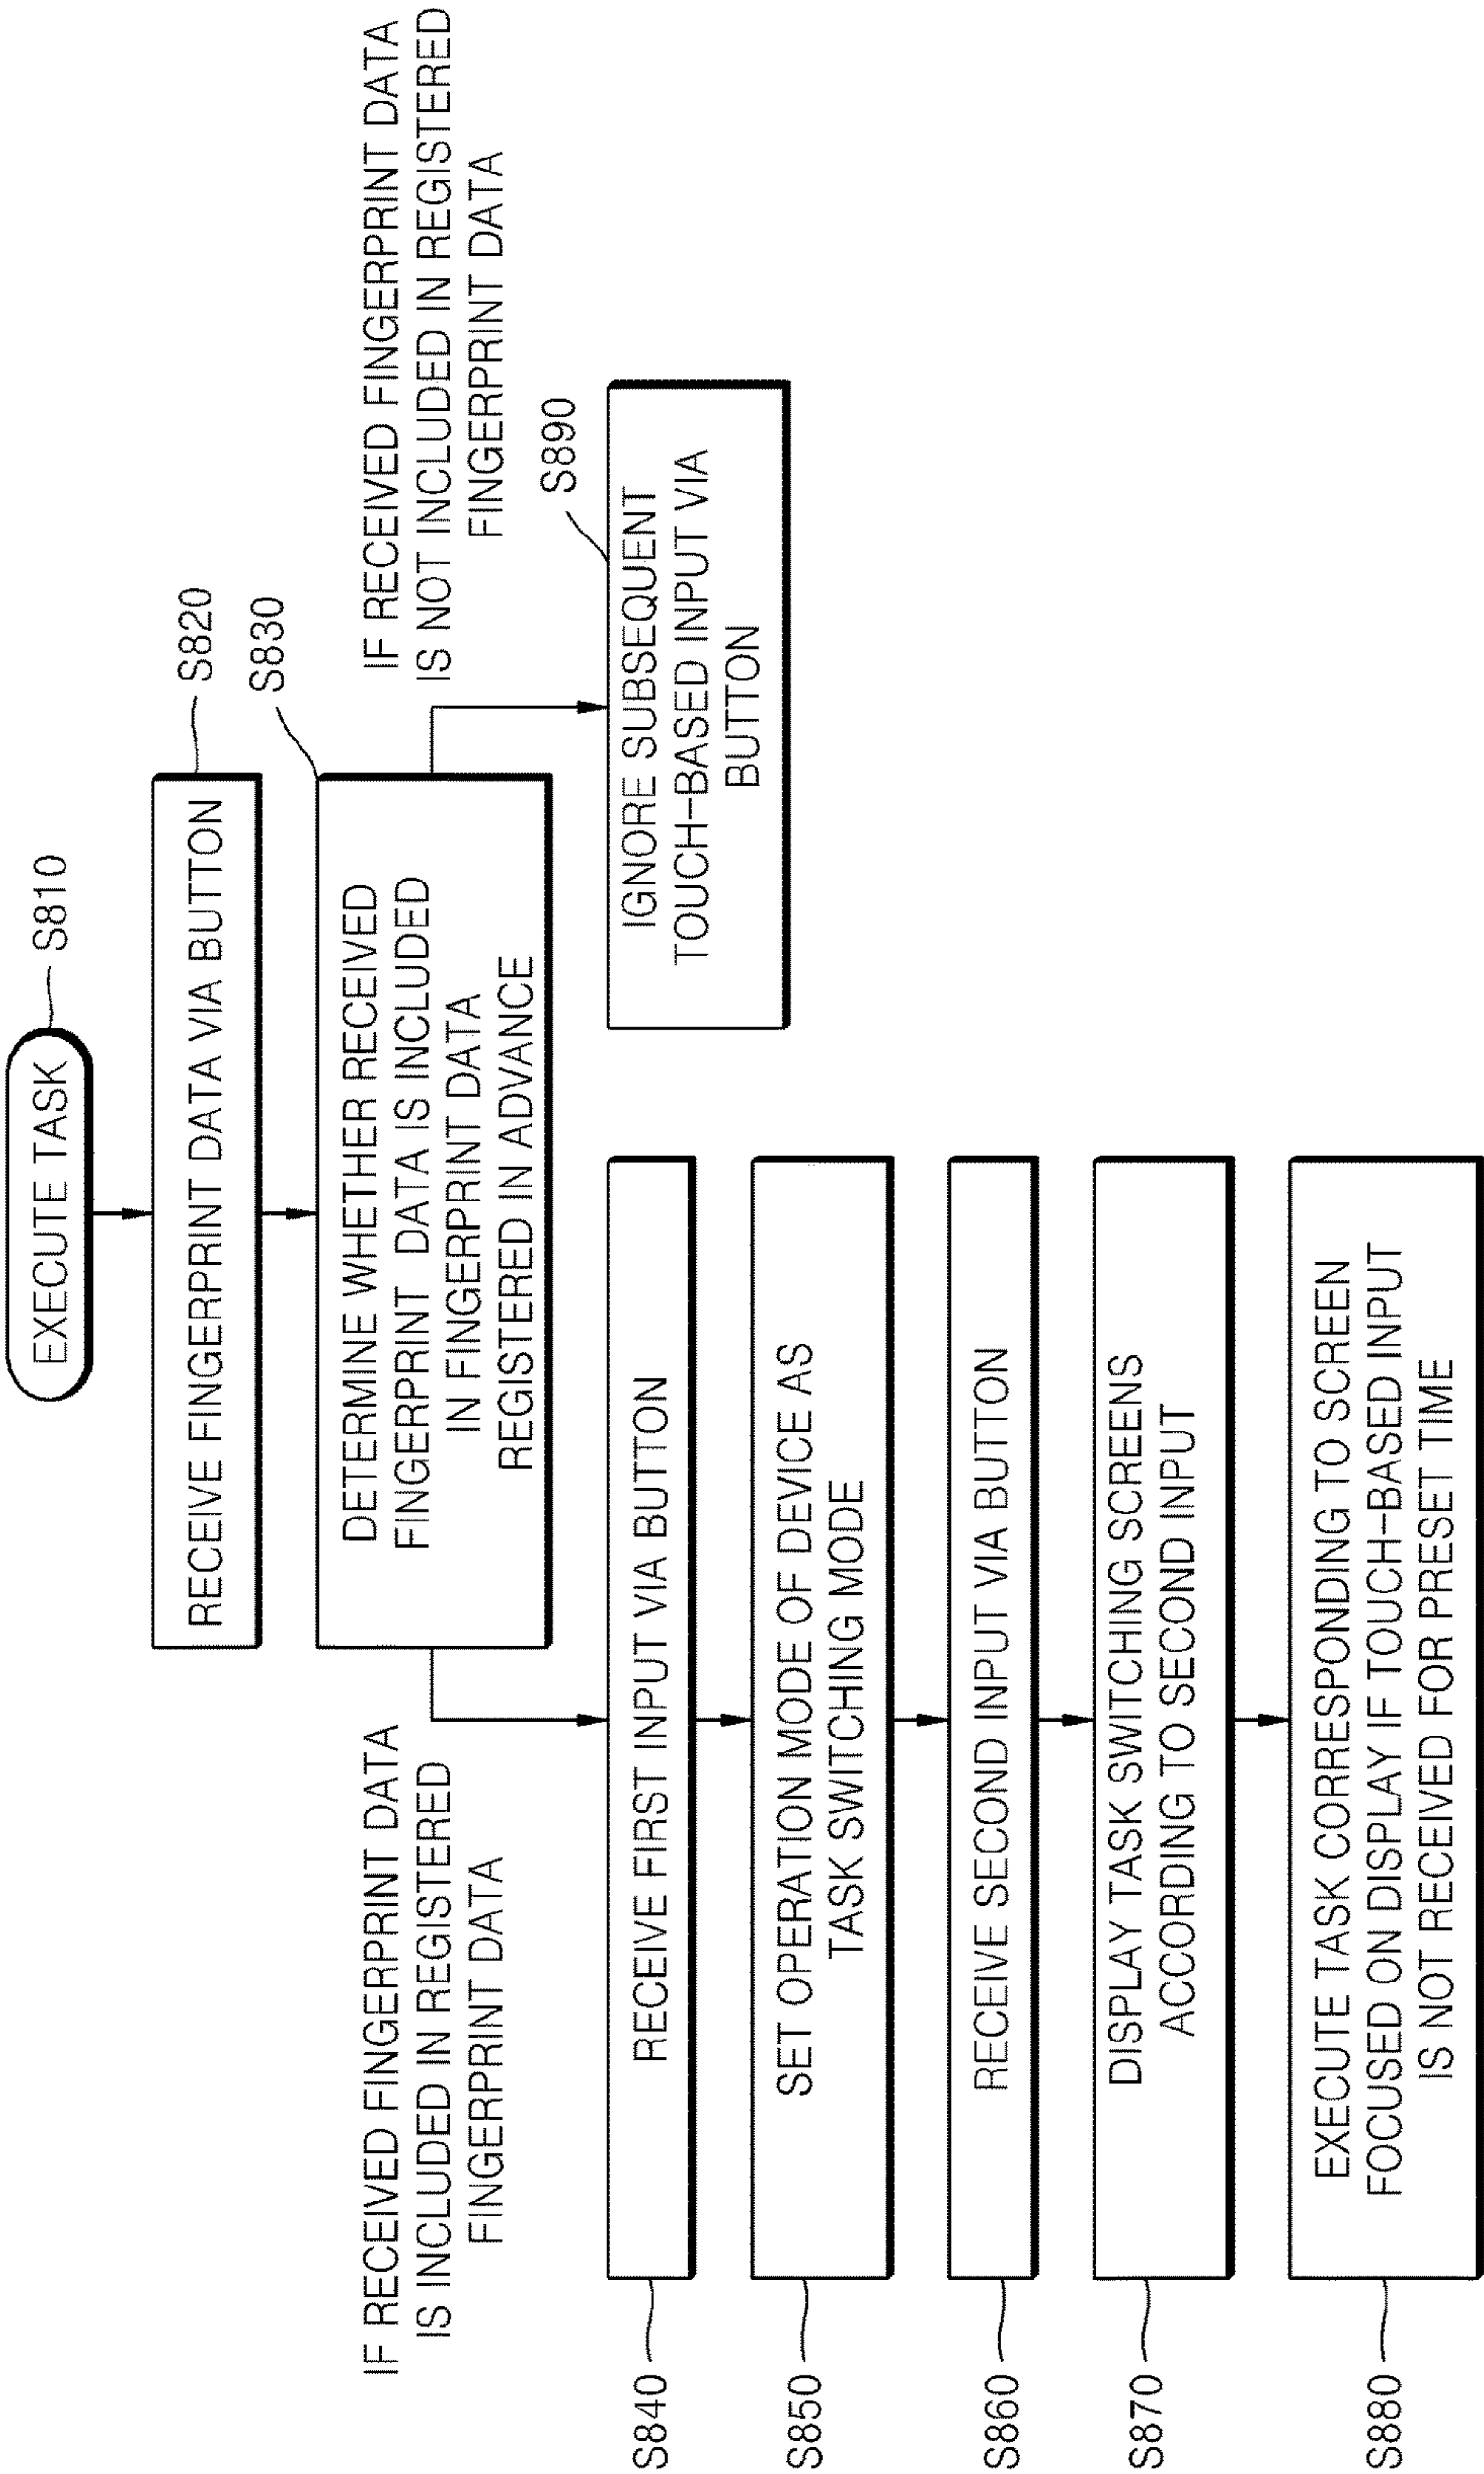 EXECUTE TASK
S810
RECEIVE FINGERPRINT DATA VIA BUTTON
S820
DETERMINE WHETHER RECEIVED
FINGERPRINT DATA IS INCLUDED
IN FINGERPRINT DATA
REGISTERED IN ADVANCE
S830
IF RECEIVED FINGERPRINT DATA
IS INCLUDED IN REGISTERED
FINGERPRINT DATA
IF RECEIVED FINGERPRINT DATA
IS NOT INCLUDED IN REGISTERED
FINGERPRINT DATA
S840
RECEIVE FIRST INPUT VIA BUTTON
S890
IGNORE SUBSEQUENT
TOUCH-BASED INPUT VIA
BUTTON
S850
SET OPERATION MODE OF DEVICE AS
TASK SWITCHING MODE
S860
RECEIVE SECOND INPUT VIA BUTTON
S870
DISPLAY TASK SWITCHING SCREENS
ACCORDING TO SECOND INPUT
S880
EXECUTE TASK CORRESPONDING TO SCREEN
FOCUSED ON DISPLAY IF TOUCH-BASED INPUT
IS NOT RECEIVED FOR PRESET TIME